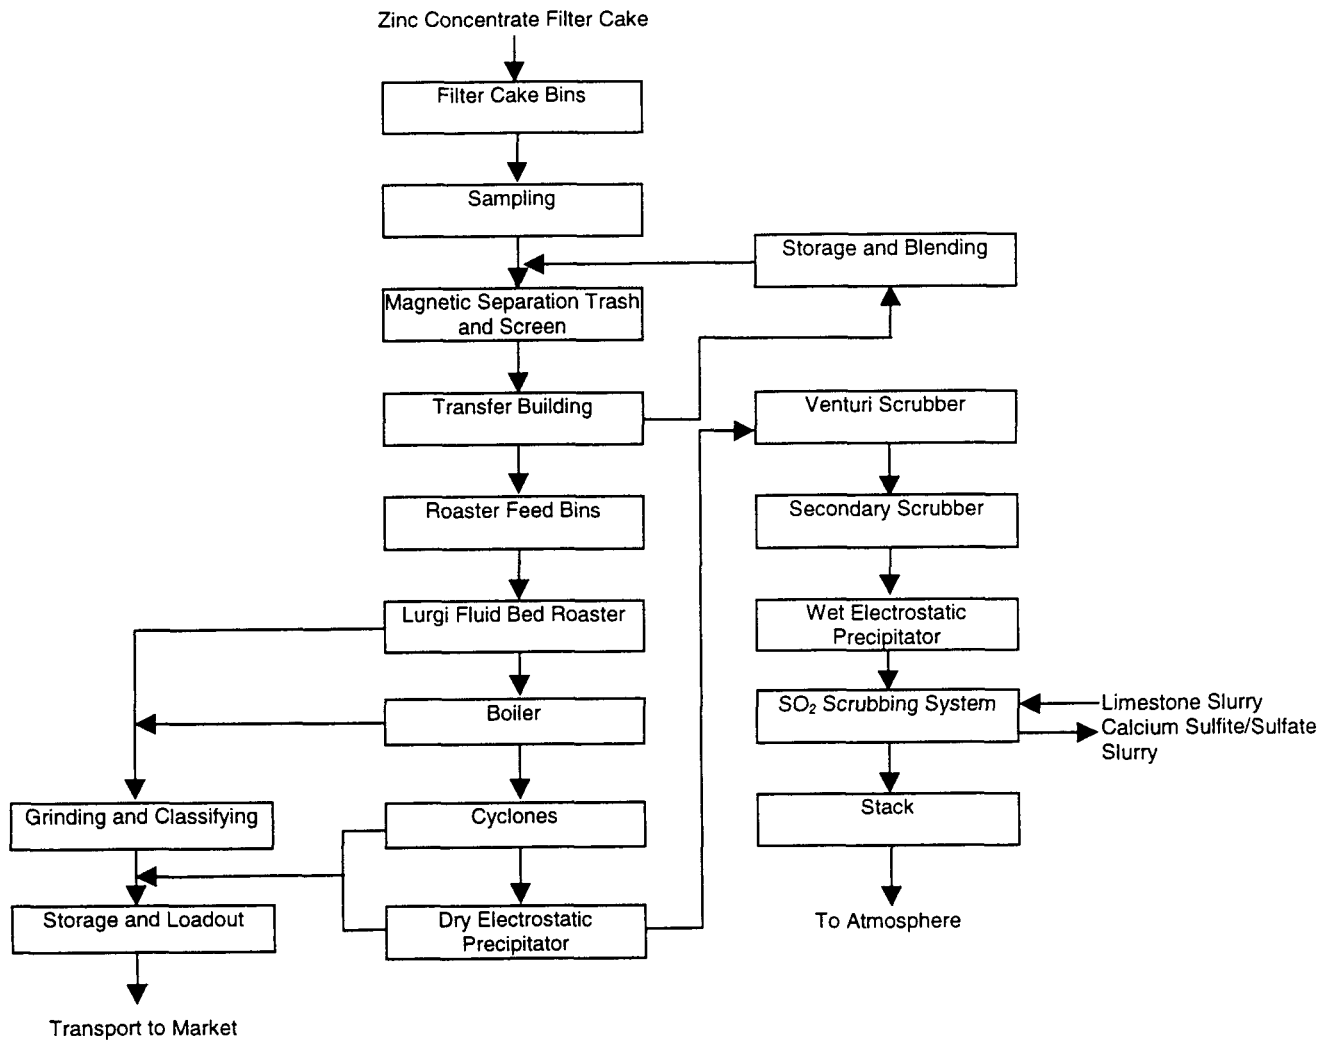 Zinc Concentrate Filter Cake
Filter Cake Bins
Sampling
Storage and Blending
Magnetic Separation Trash
and Screen
Transfer Building
Venturi Scrubber
Roaster Feed Bins
Secondary Scrubber
Lurgi Fluid Bed Roaster
Wet Electrostatic
Precipitator
Boiler
SO₂ Scrubbing System
Limestone Slurry
Calcium Sulfite/Sulfate
Slurry
Grinding and Classifying
Cyclones
Stack
Storage and Loadout
Dry Electrostatic
Precipitator
To Atmosphere
Transport to Market